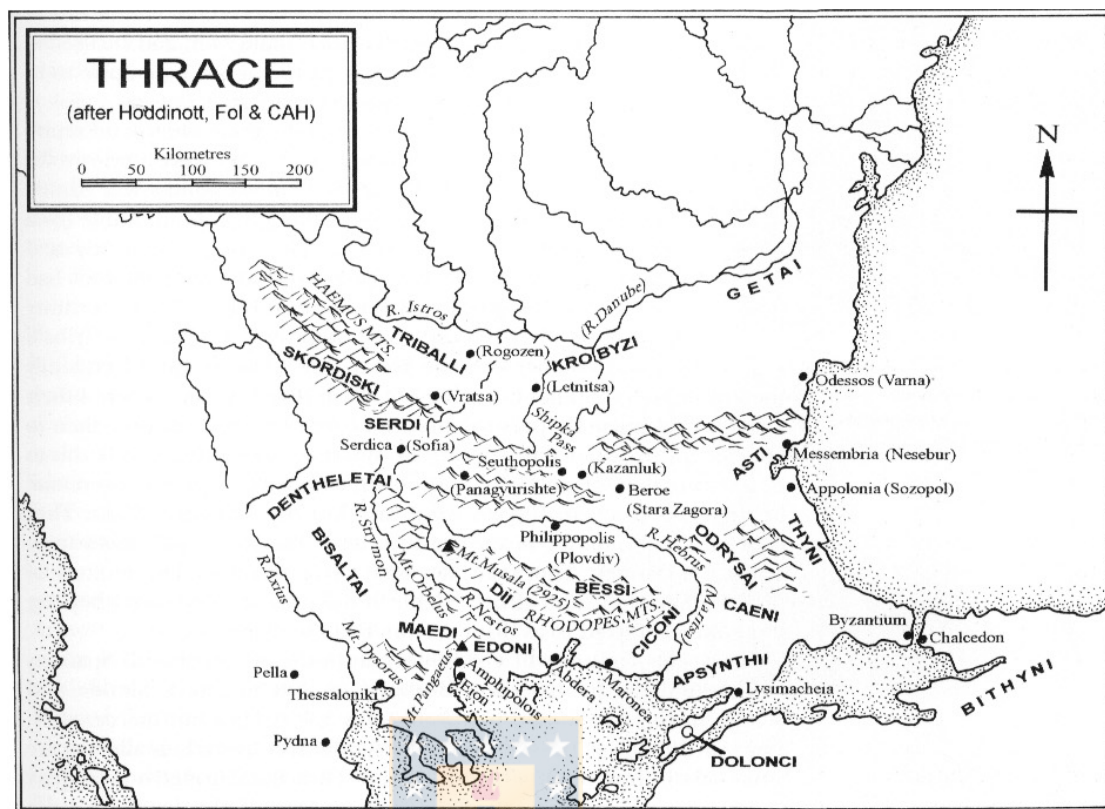 THRACE
(after Hoddinott, Fol & CAH)
Kilometres
0 50 100 150 200
N
HAEMUS MTS.
R. Istros
(R.Danube)
GETAI
TRIBALLI
(Rogozen)
KROBYZI
SKORDISKI
(Vratsa)
(Letnitsa)
Odessos (Varna)
SERDI
Shipka
Pass
Serdica
(Sofia)
Seuthopolis
(Kazanluk)
ASTI
Messembria (Nesebur)
DENTHELETAI
(Panagyurishte)
Beroe
(Stara Zagora)
Appolonia (Sozopol)
THYNI
R. Strymon
Philippopolis
(Plovdiv)
R.Hebrus
ODRYSAI
BISALTAI
Mt.Musala (2925)
BESSI
(Maritsa)
R.Axius
Mt.Orbelus
DII
R.Nestos
RHODOPES MTS.
CICONI
CAENI
MAEDI
EDONI
Byzantium
Chalcedon
Mt. Dysorus
Amphipolois
Abdera
Maronea
APSYNTHII
Pella
Thessaloniki
Eion
Mt.Pangaeus
Lysimacheia
BITHYNI
Pydna
DOLONCI